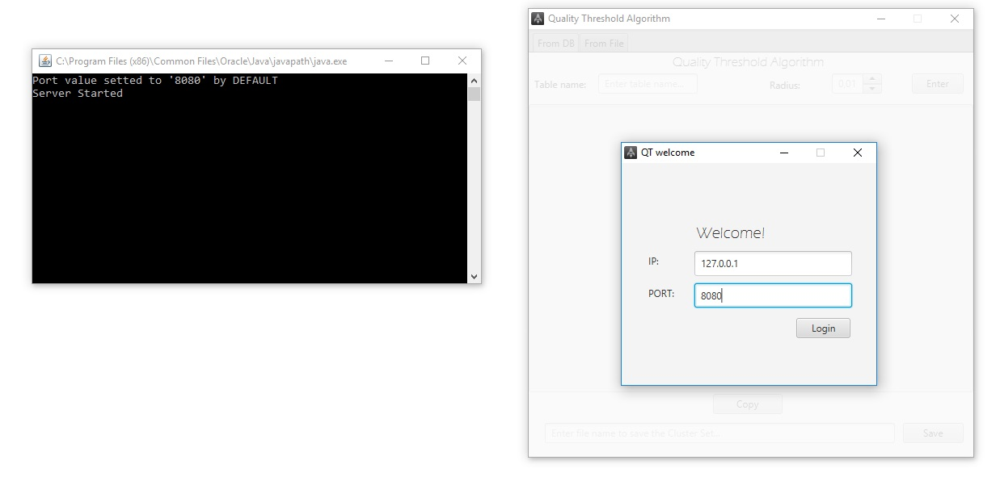 C:\Program Files (x86)\Common Files\Oracle\Java\javapath\java.exe
Port value setted to '8080' by DEFAULT
Server Started
Quality Threshold Algorithm
From DB From File
Quality Threshold Algorithm
Table name: Enter table name... Radius: 0,01 Enter
QT welcome
Welcome!
IP: 127.0.0.1
PORT: 8080
Login
Copy
Enter file name to save the Cluster Set... Save